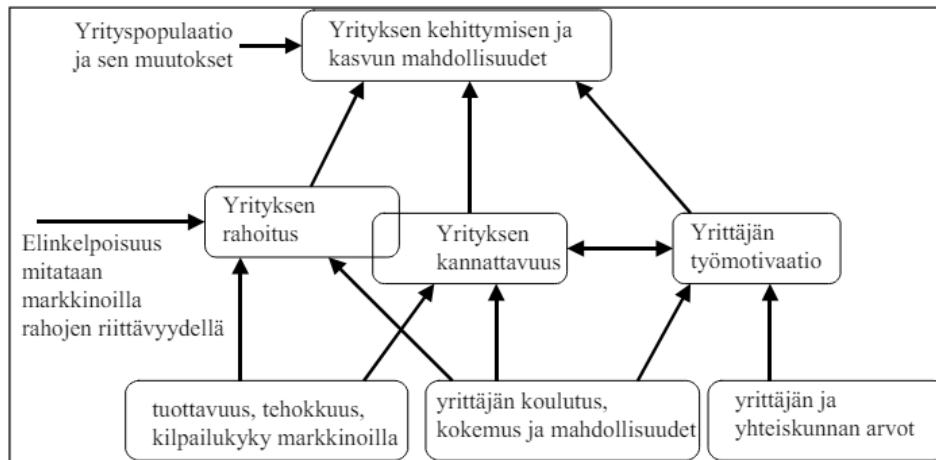 Yrityspopulaatio
ja sen muutokset
Yrityksen kehittymisen ja
kasvun mahdollisuudet
Elinkelpoisuus
mitataan
markkinoilla
rahojen riittävyydellä
Yrityksen
rahoitus
Yrityksen
kannattavuus
Yrittäjän
työmotivaatio
tuottavuus, tehokkuus,
kilpailukyky markkinoilla
yrittäjän koulutus,
kokemus ja mahdollisuudet
yrittäjän ja
yhteiskunnan arvot